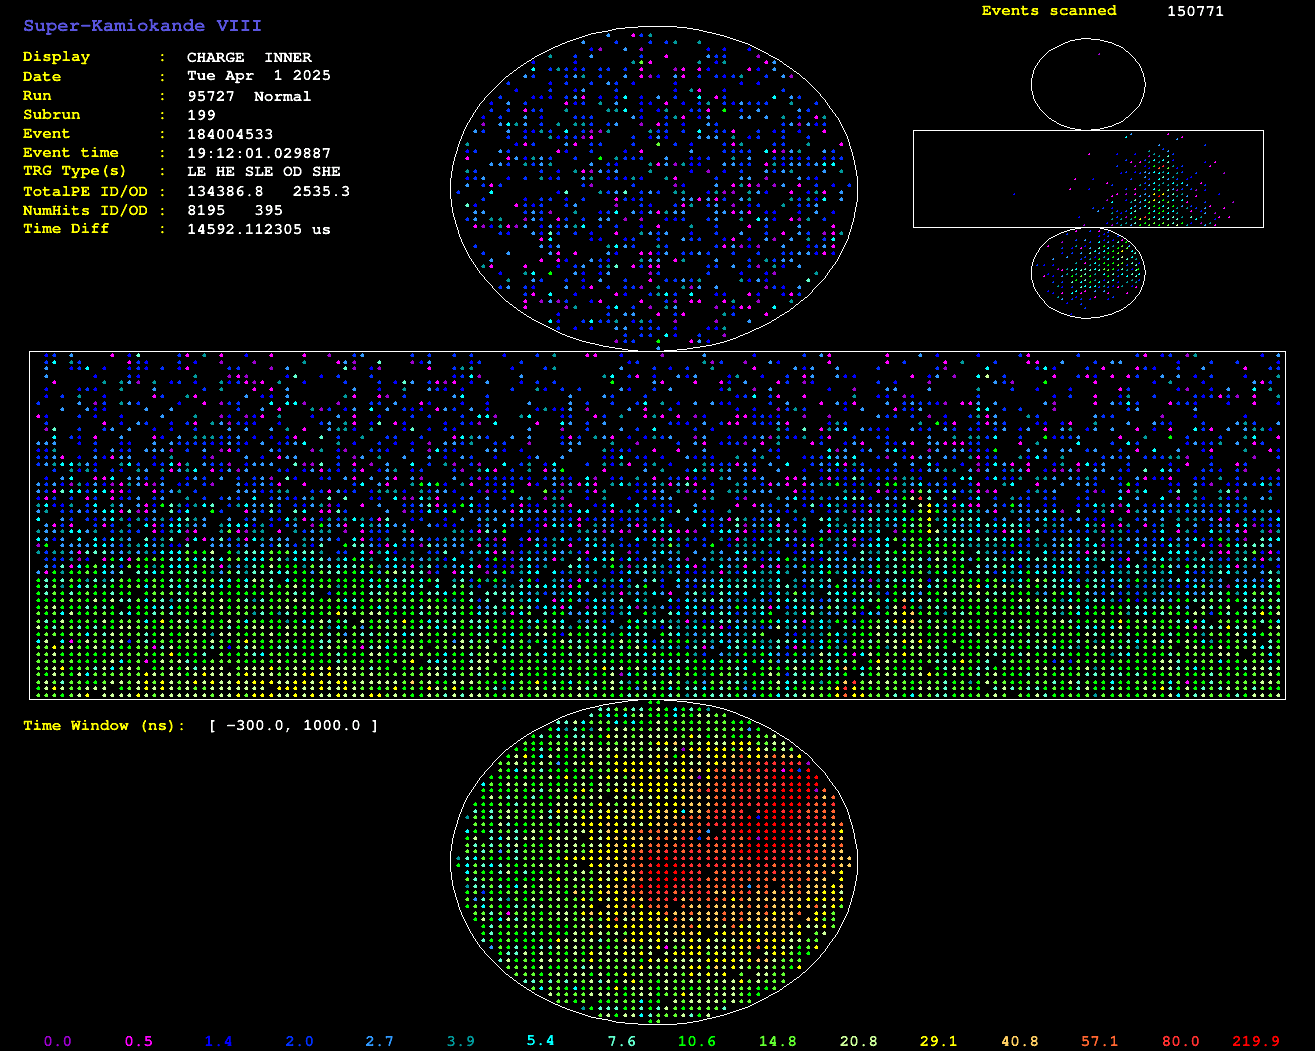 Super-Kamiokande VIII
Events scanned 150771
Display : CHARGE INNER
Date : Tue Apr 1 2025
Run : 95727 Normal
Subrun : 199
Event : 184004533
Event time : 19:12:01.029887
TRG Type(s) : LE HE SLE OD SHE
TotalPE ID/OD : 134386.8 2535.3
NumHits ID/OD : 8195 395
Time Diff : 14592.112305 us
Time Window (ns): [ -300.0, 1000.0 ]
0.0 0.5 1.4 2.0 2.7 3.9 5.4 7.6 10.6 14.8 20.8 29.1 40.8 57.1 80.0 219.9